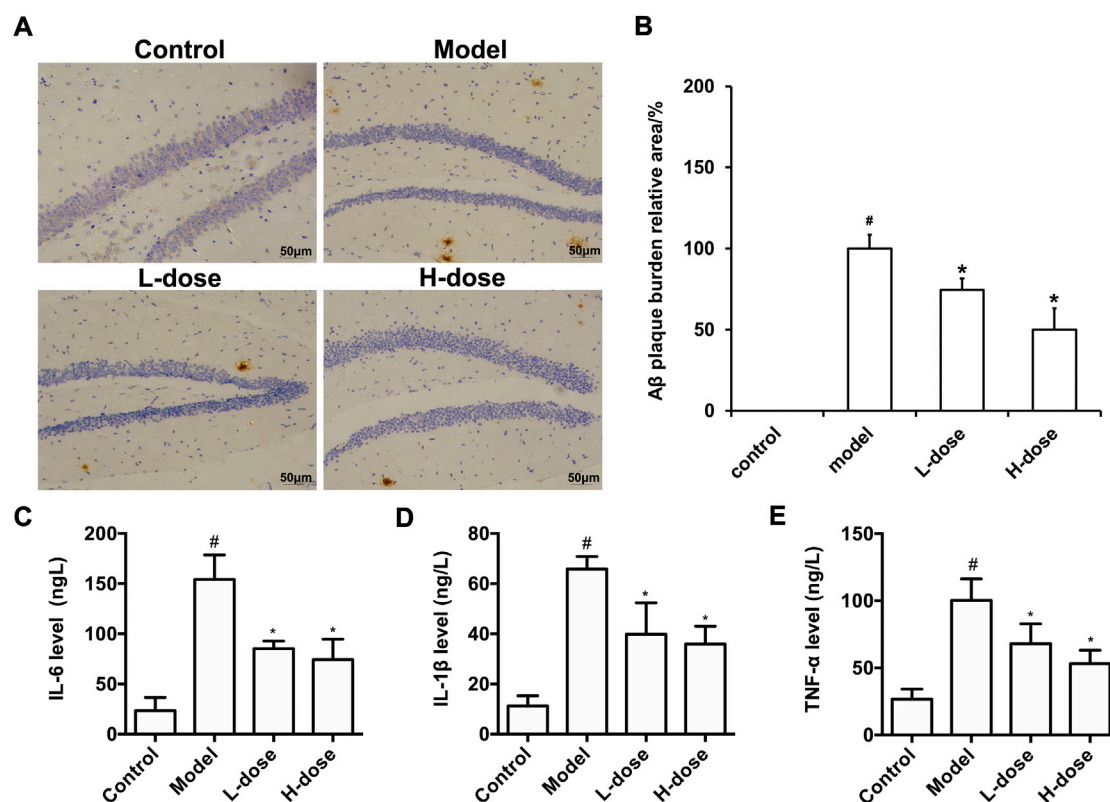 A
Control
Model
50µm
50µm
L-dose
H-dose
50µm
50µm
B
Aβ plaque burden relative area/%
200
150
100
50
0
#
*
*
control
model
L-dose
H-dose
C
IL-6 level (ngL)
200
150
100
50
0
#
*
*
Control
Model
L-dose
H-dose
D
IL-1β level (ng/L)
80
60
40
20
0
#
*
*
Control
Model
L-dose
H-dose
E
TNF-α level (ng/L)
150
100
50
0
#
*
*
Control
Model
L-dose
H-dose